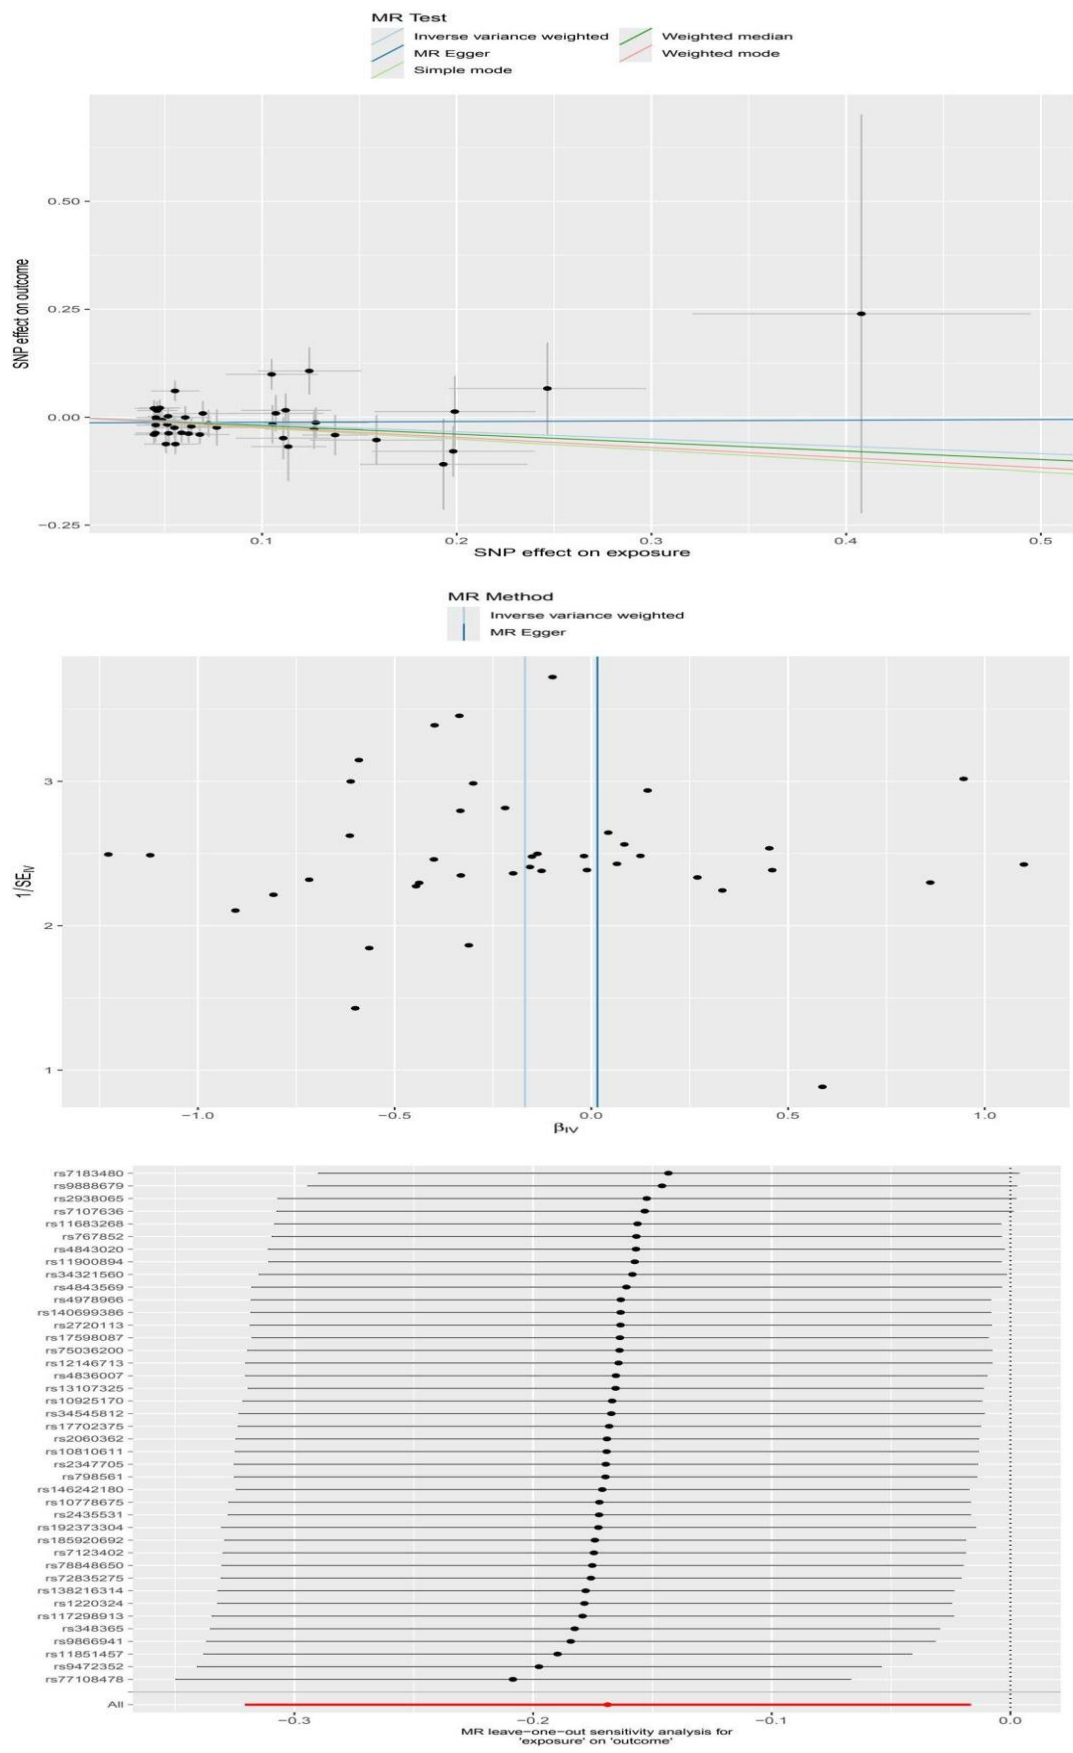 MR Test
Inverse variance weighted
MR Egger
Simple mode
Weighted median
Weighted mode
SNP effect on outcome
0.50
0.25
0.00
−0.25
0.1
0.2
0.3
0.4
0.5
SNP effect on exposure
MR Method
Inverse variance weighted
MR Egger
1/SEIV
3
2
1
−1.0
−0.5
0.0
0.5
1.0
βIV
rs7183480
rs9888679
rs2938065
rs7107636
rs11683268
rs767852
rs4843020
rs11900894
rs34321560
rs4843569
rs4978966
rs140699386
rs2720113
rs17598087
rs75036200
rs12146713
rs4836007
rs13107325
rs10925170
rs34545812
rs17702375
rs2060362
rs10810611
rs2347705
rs798561
rs146242180
rs10778675
rs2435531
rs192373304
rs185920692
rs7123402
rs78848650
rs72835275
rs138216314
rs1220324
rs117298913
rs348365
rs9866941
rs11851457
rs9472352
rs77108478
All
−0.3
−0.2
−0.1
0.0
MR leave−one−out sensitivity analysis for
'exposure' on 'outcome'